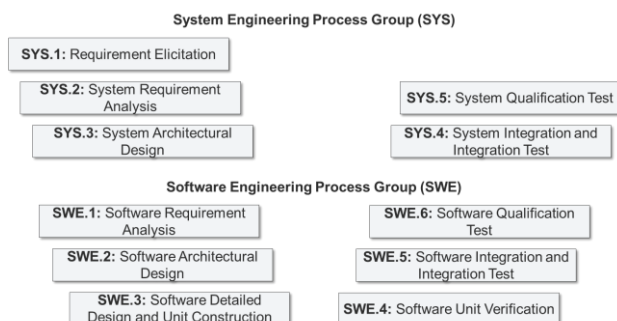 System Engineering Process Group (SYS)
SYS.1: Requirement Elicitation
SYS.2: System Requirement
Analysis
SYS.3: System Architectural
Design
SYS.5: System Qualification Test
SYS.4: System Integration and
Integration Test
Software Engineering Process Group (SWE)
SWE.1: Software Requirement
Analysis
SWE.2: Software Architectural
Design
SWE.3: Software Detailed
Design and Unit Construction
SWE.6: Software Qualification
Test
SWE.5: Software Integration and
Integration Test
SWE.4: Software Unit Verification